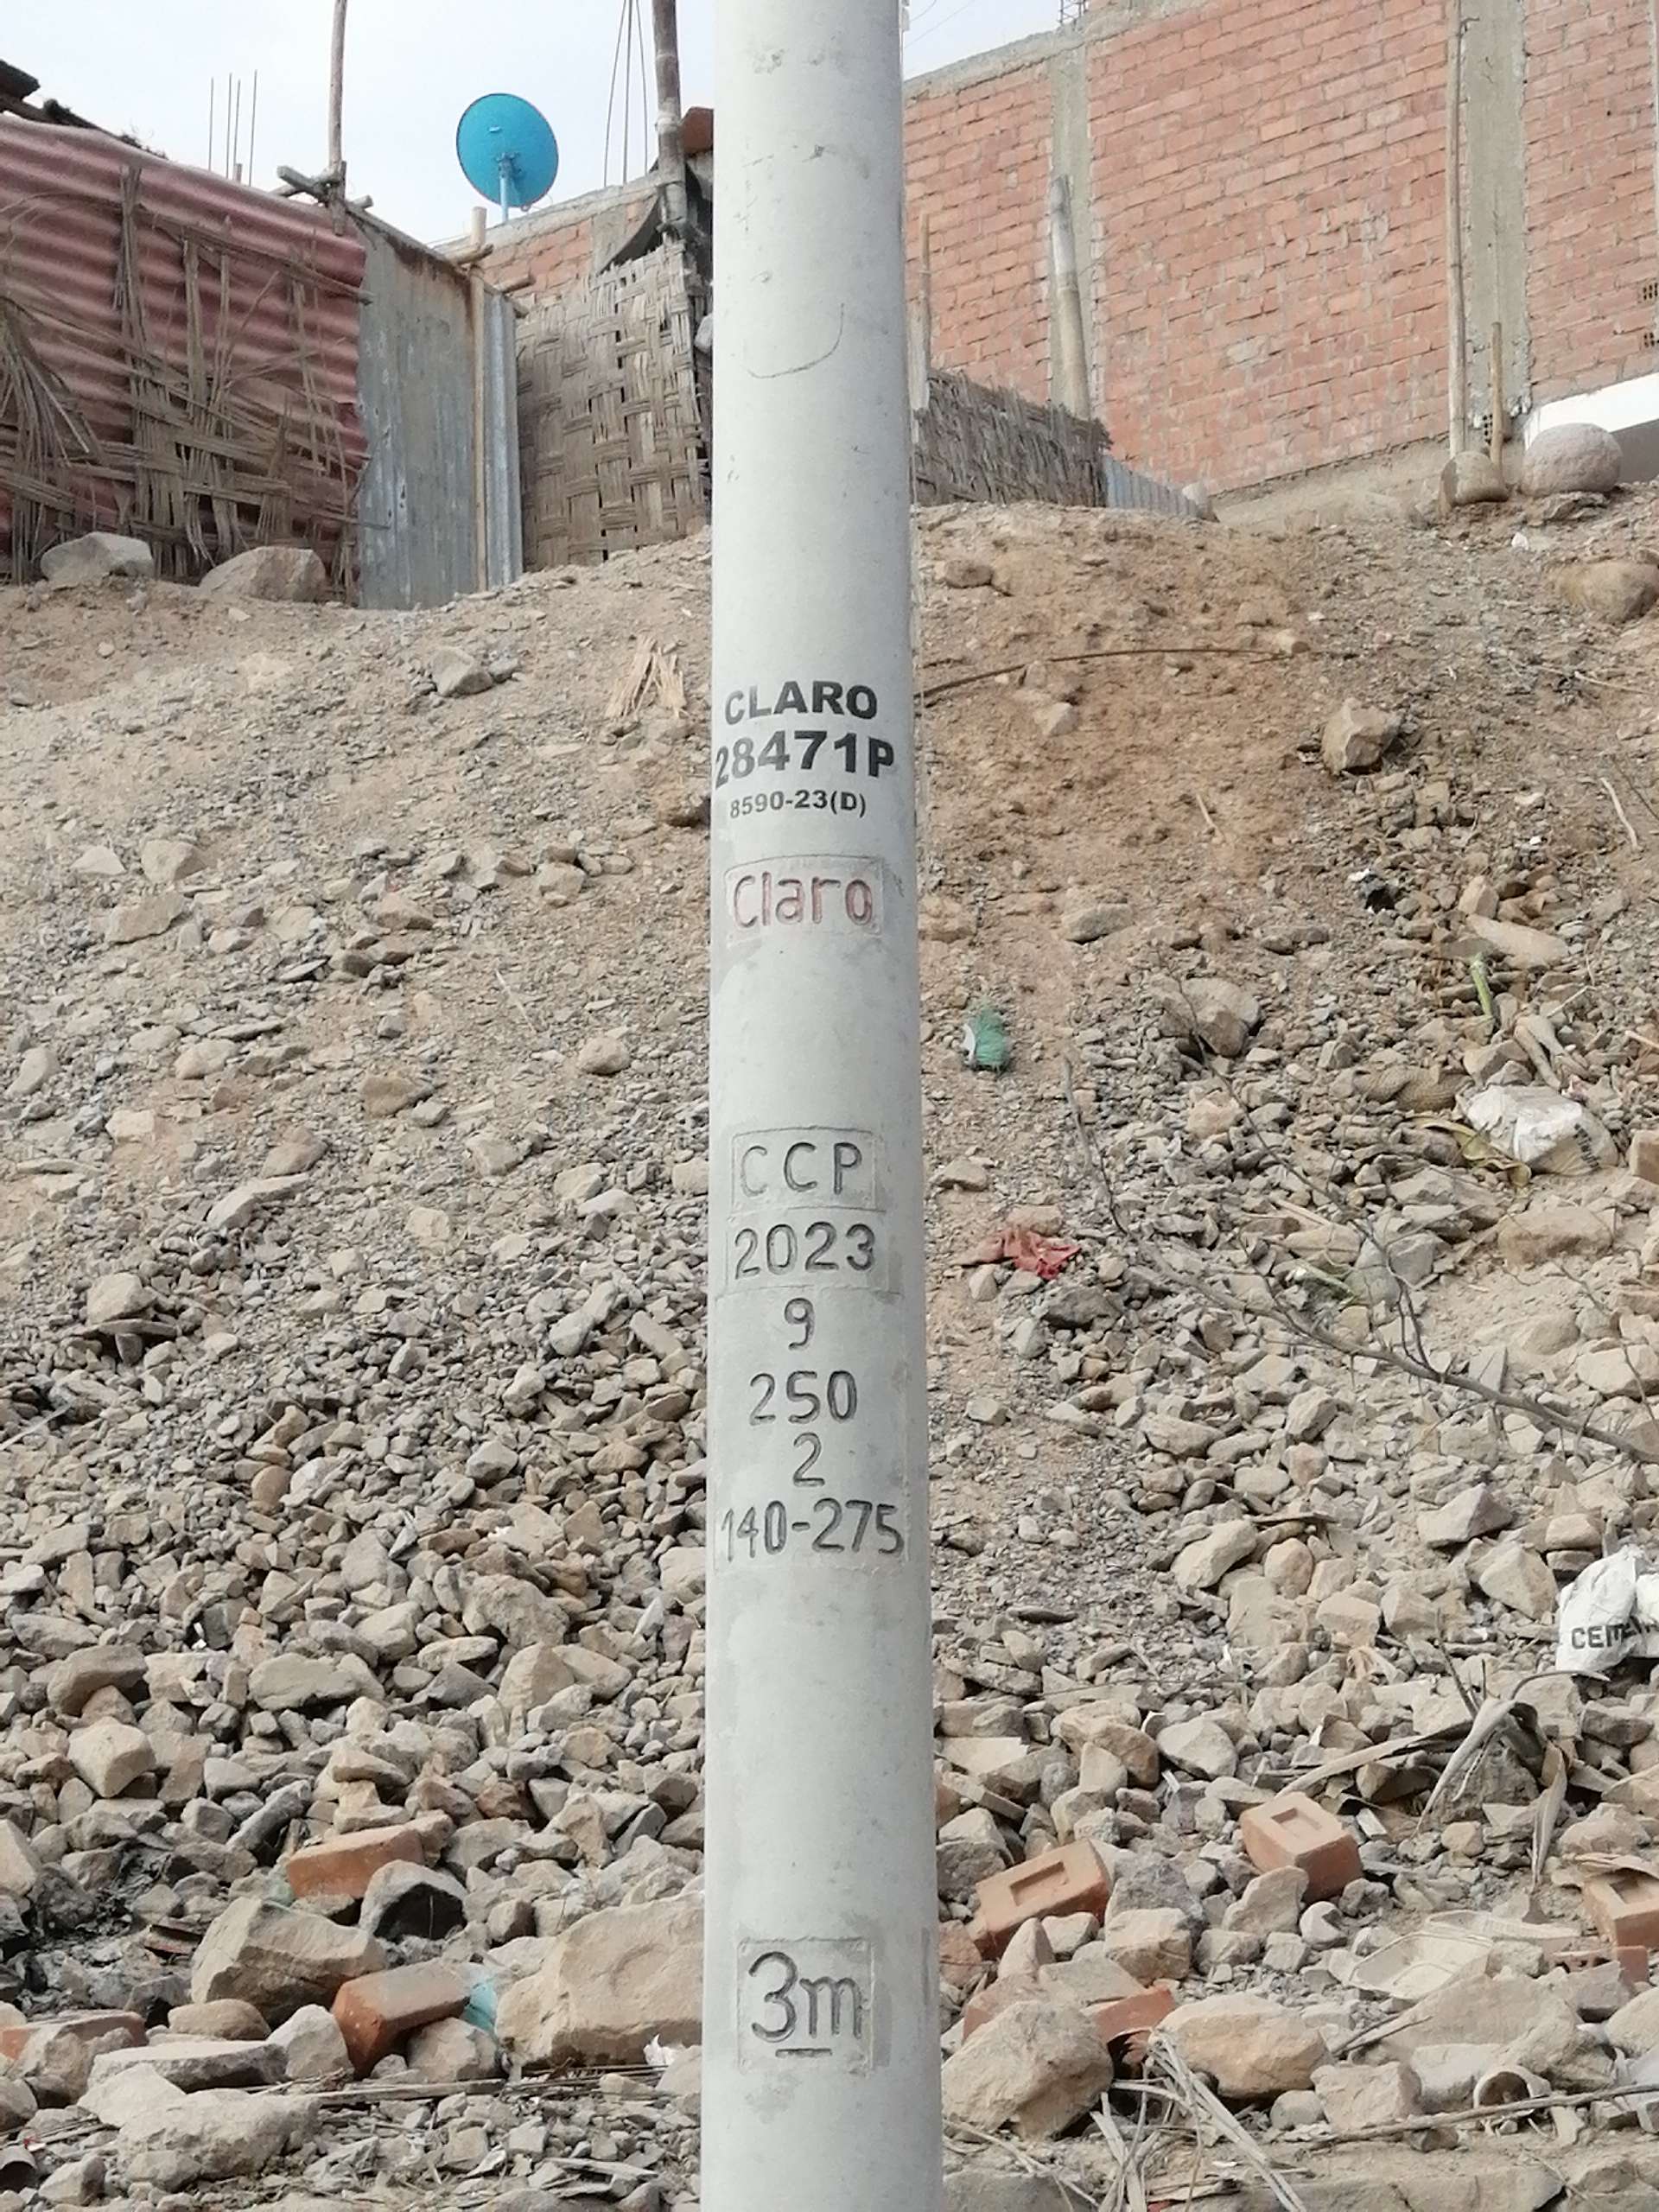 CLARO
28471P
8590-23(D)
Claro
CCP
2023
9
250
2
140-275
3m